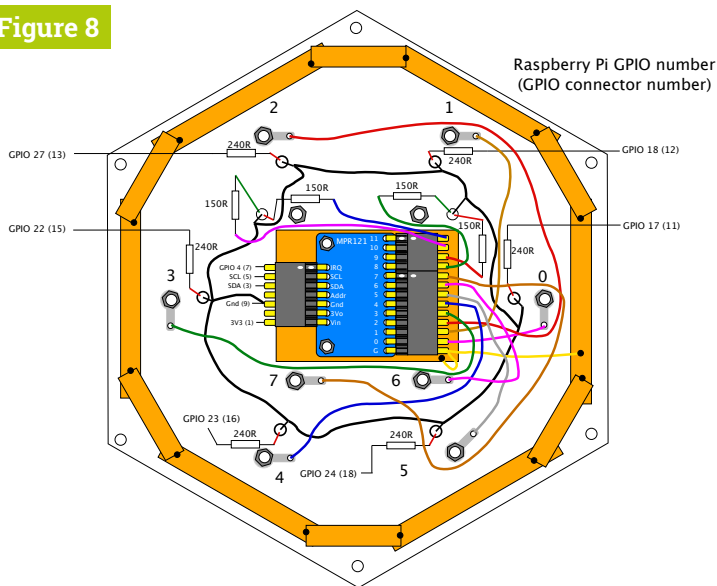 Figure 8
Raspberry Pi GPIO number
(GPIO connector number)
2
1
240R
GPIO 27 (13)
GPIO 18 (12)
240R
150R
150R
150R
150R
GPIO 22 (15)
GPIO 17 (11)
240R
240R
MPR121
11
10
9
8
7
6
5
4
3
2
1
0
G
GPIO 4 (7)
SCL (5)
SDA (3)
Gnd (9)
3V3 (1)
IRQ
SCL
SDA
Addr
Gnd
3Vo
Vin
3
0
7
6
GPIO 23 (16)
240R
240R
4
GPIO 24 (18)
5